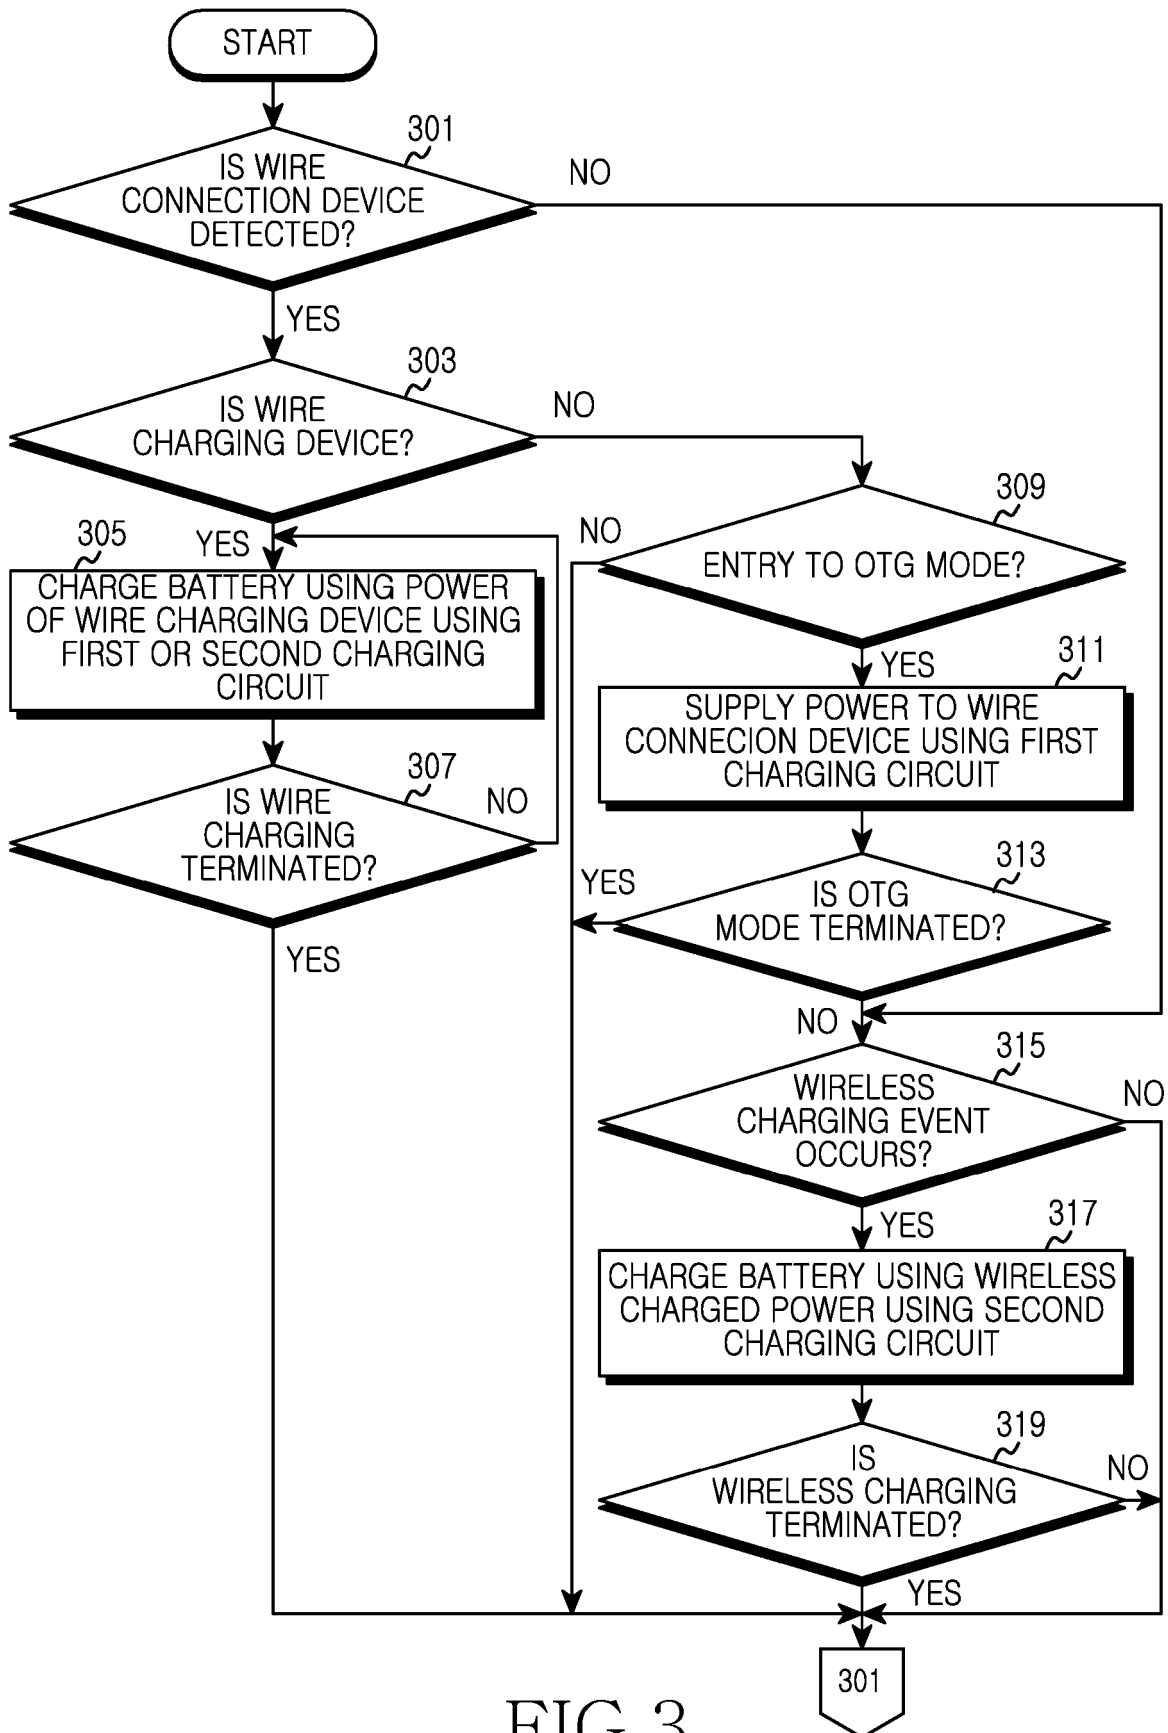 START
301
IS WIRE
CONNECTION DEVICE
DETECTED?
NO
YES
303
IS WIRE
CHARGING DEVICE?
NO
YES
305
CHARGE BATTERY USING POWER
OF WIRE CHARGING DEVICE USING
FIRST OR SECOND CHARGING
CIRCUIT
307
IS WIRE
CHARGING
TERMINATED?
NO
YES
309
ENTRY TO OTG MODE?
NO
YES
311
SUPPLY POWER TO WIRE
CONNECION DEVICE USING FIRST
CHARGING CIRCUIT
313
IS OTG
MODE TERMINATED?
YES
NO
315
WIRELESS
CHARGING EVENT
OCCURS?
NO
YES
317
CHARGE BATTERY USING WIRELESS
CHARGED POWER USING SECOND
CHARGING CIRCUIT
319
IS
WIRELESS CHARGING
TERMINATED?
NO
YES
301
FIG.3